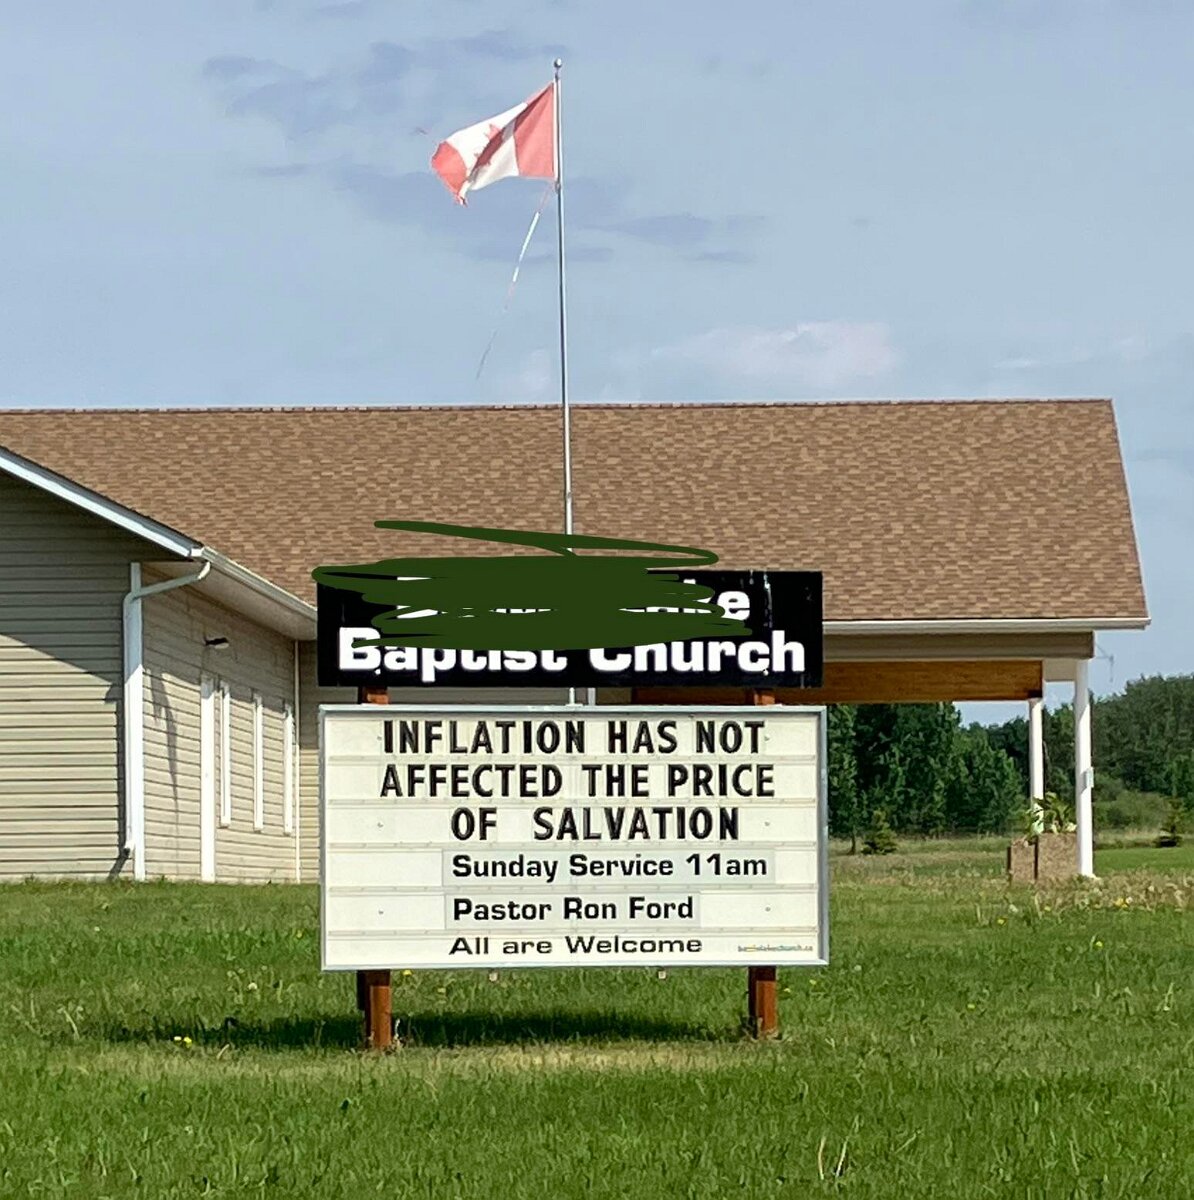 Baptist Church
INFLATION HAS NOT
AFFECTED THE PRICE
OF SALVATION
Sunday Service 11am
Pastor Ron Ford
All are Welcome